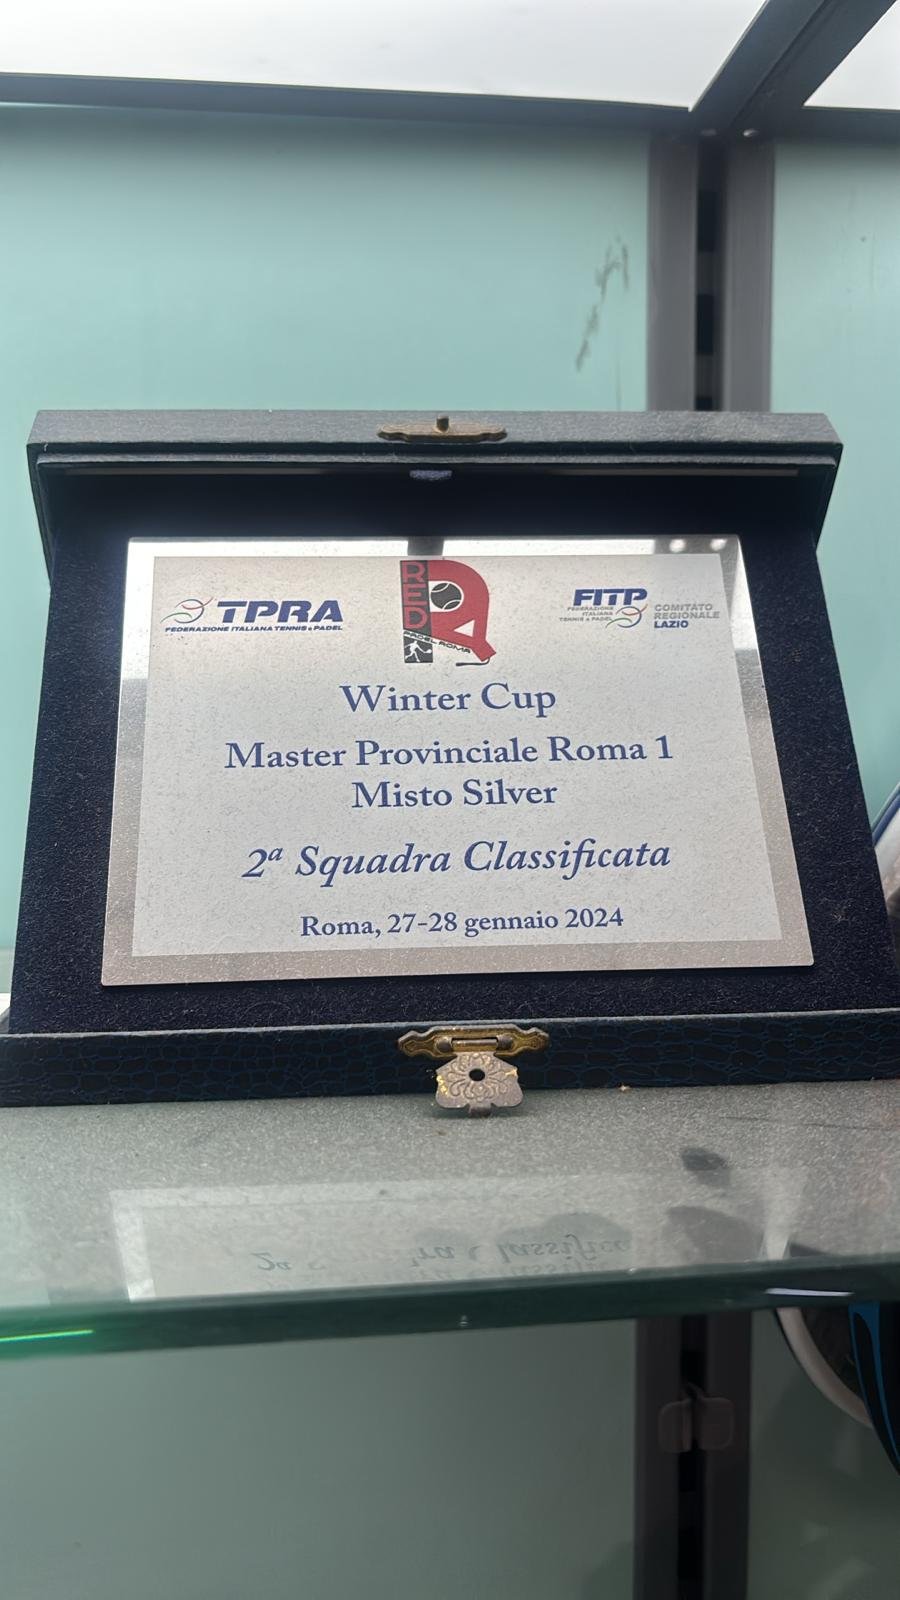 TPRA
FEDERAZIONE ITALIANA TENNIS e PADEL
RED
PADEL ROMA
FITP
FEDERAZIONE
ITALIANA
TENNIS e PADEL
COMITATO
REGIONALE
LAZIO
Winter Cup
Master Provinciale Roma 1
Misto Silver
2ª Squadra Classificata
Roma, 27-28 gennaio 2024